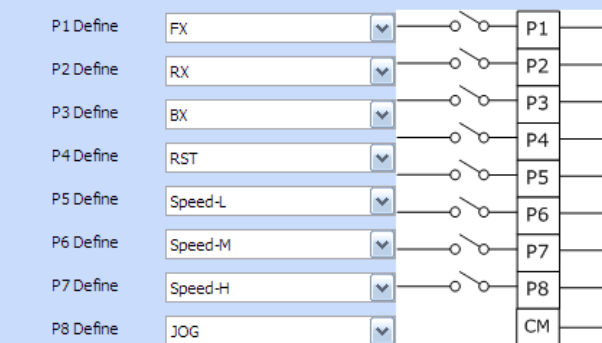 P1 Define FX P1
P2 Define RX P2
P3 Define BX P3
P4 Define RST P4
P5 Define Speed-L P5
P6 Define Speed-M P6
P7 Define Speed-H P7
P8
P8 Define JOG CM